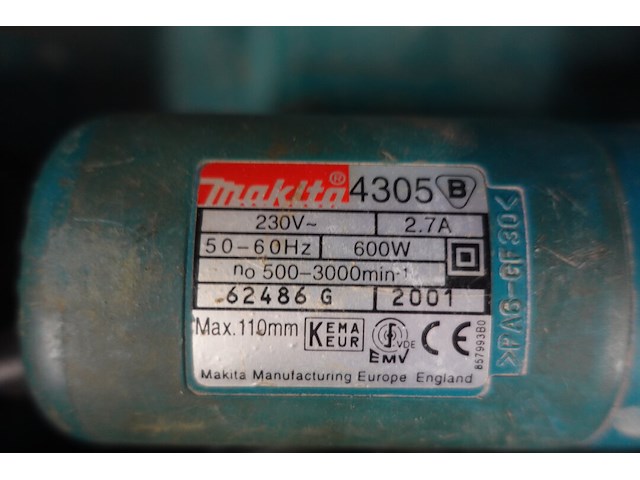 makita® 4305 B
230V~ 2.7A
50-60Hz 600W
no 500-3000min-1
62486 G 2001
Max.110mm KEMA KEUR VDE EMV CE
857993B0
Makita Manufacturing Europe England
>PA6-GF30<